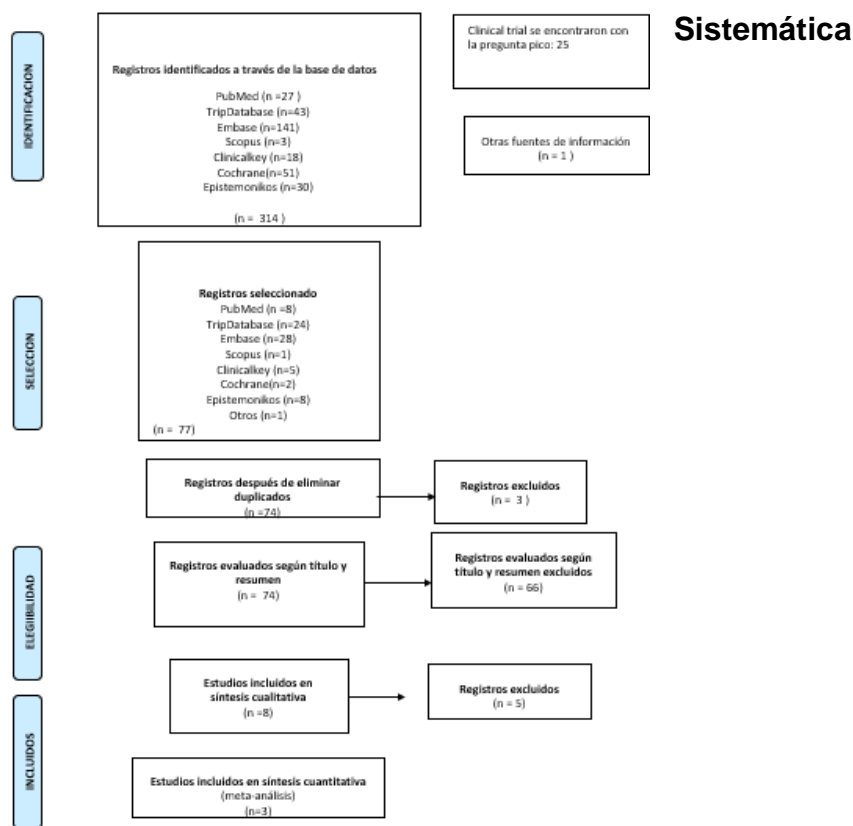 Sistemática
IDENTIFICACION
Registros identificados a través de la base de datos
PubMed (n =27 )
TripDatabase (n=43)
Embase (n=141)
Scopus (n=3)
Clinicalkey (n=18)
Cochrane(n=51)
Epistemonikos (n=30)
(n = 314 )
Clinical trial se encontraron con
la pregunta pico: 25
Otras fuentes de información
(n = 1 )
SELECCION
Registros seleccionado
PubMed (n =8)
TripDatabase (n=24)
Embase (n=28)
Scopus (n=1)
Clinicalkey (n=5)
Cochrane(n=2)
Epistemonikos (n=8)
Otros (n=1)
(n = 77)
Registros después de eliminar
duplicados
(n =74)
Registros excluidos
(n = 3 )
ELEGIIBILIDAD
Registros evaluados según título y
resumen
(n = 74)
Registros evaluados según
título y resumen excluidos
(n = 66)
Estudios incluidos en
síntesis cualitativa
(n =8)
Registros excluidos
(n = 5)
INCLUIDOS
Estudios incluidos en síntesis cuantitativa
(meta-análisis)
(n=3)